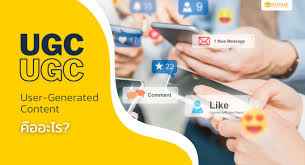 UGC
UGC
User-Generated
Content
คืออะไร?
1 New Message
22
Comment
Like